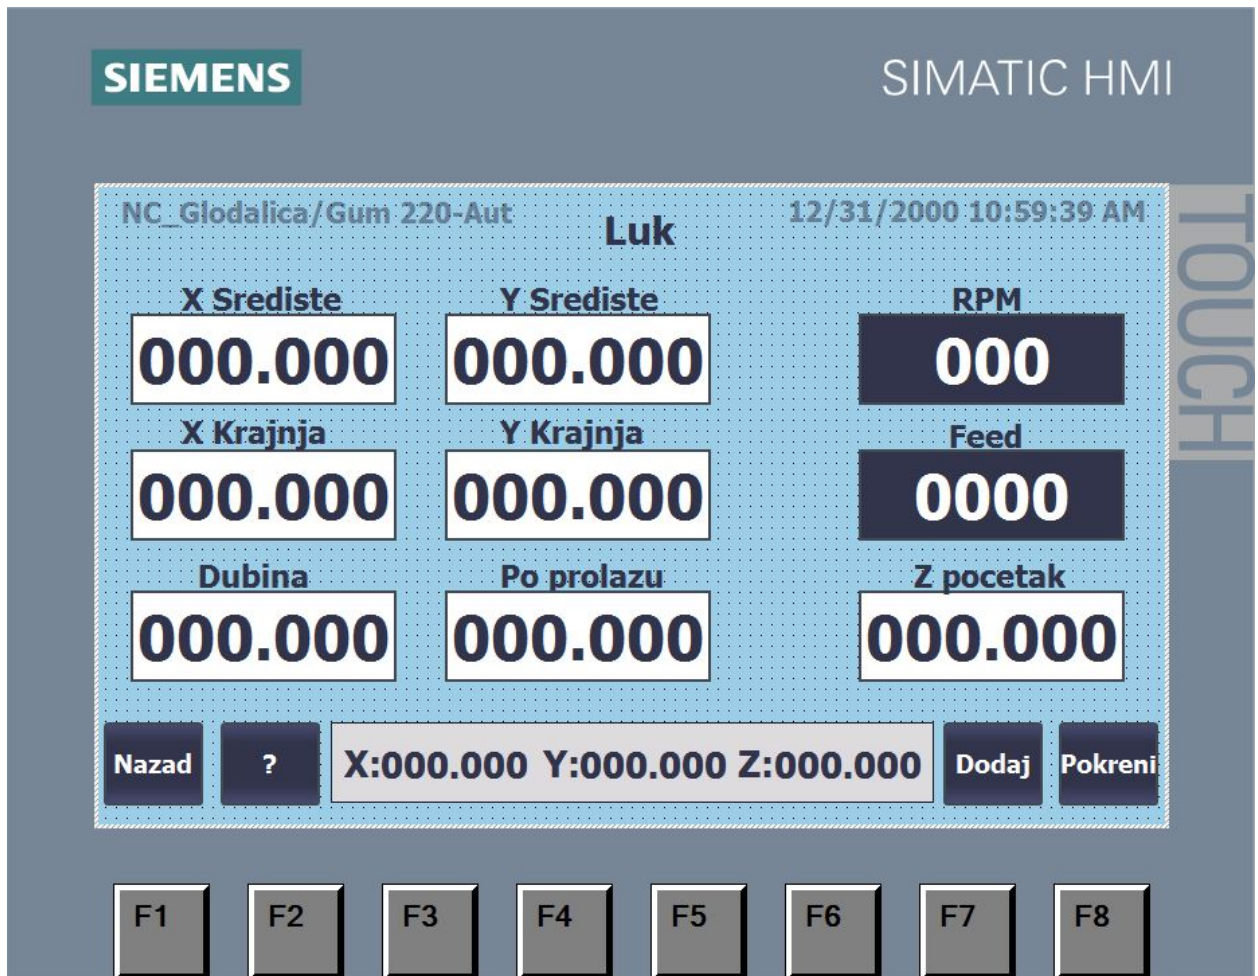 SIEMENS
SIMATIC HMI
TOUCH
NC_Glodalica/Gum 220-Aut
12/31/2000 10:59:39 AM
Luk
X Srediste
Y Srediste
RPM
000.000
000.000
000
X Krajnja
Y Krajnja
Feed
000.000
000.000
0000
Dubina
Po prolazu
Z pocetak
000.000
000.000
000.000
Nazad
?
X:000.000 Y:000.000 Z:000.000
Dodaj
Pokreni
F1
F2
F3
F4
F5
F6
F7
F8